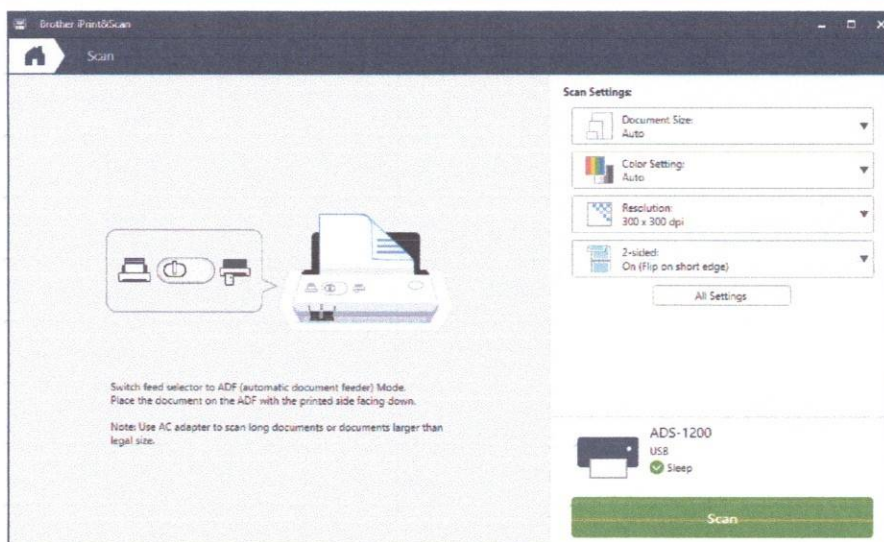 Brother iPrint&Scan
Scan
Scan Settings:
Document Size:
Auto
Color Setting:
Auto
Resolution:
300 x 300 dpi
2-sided:
On (Flip on short edge)
All Settings
Switch feed selector to ADF (automatic document feeder) Mode.
Place the document on the ADF with the printed side facing down.
Note: Use AC adapter to scan long documents or documents larger than
legal size.
ADS-1200
USB
Sleep
Scan